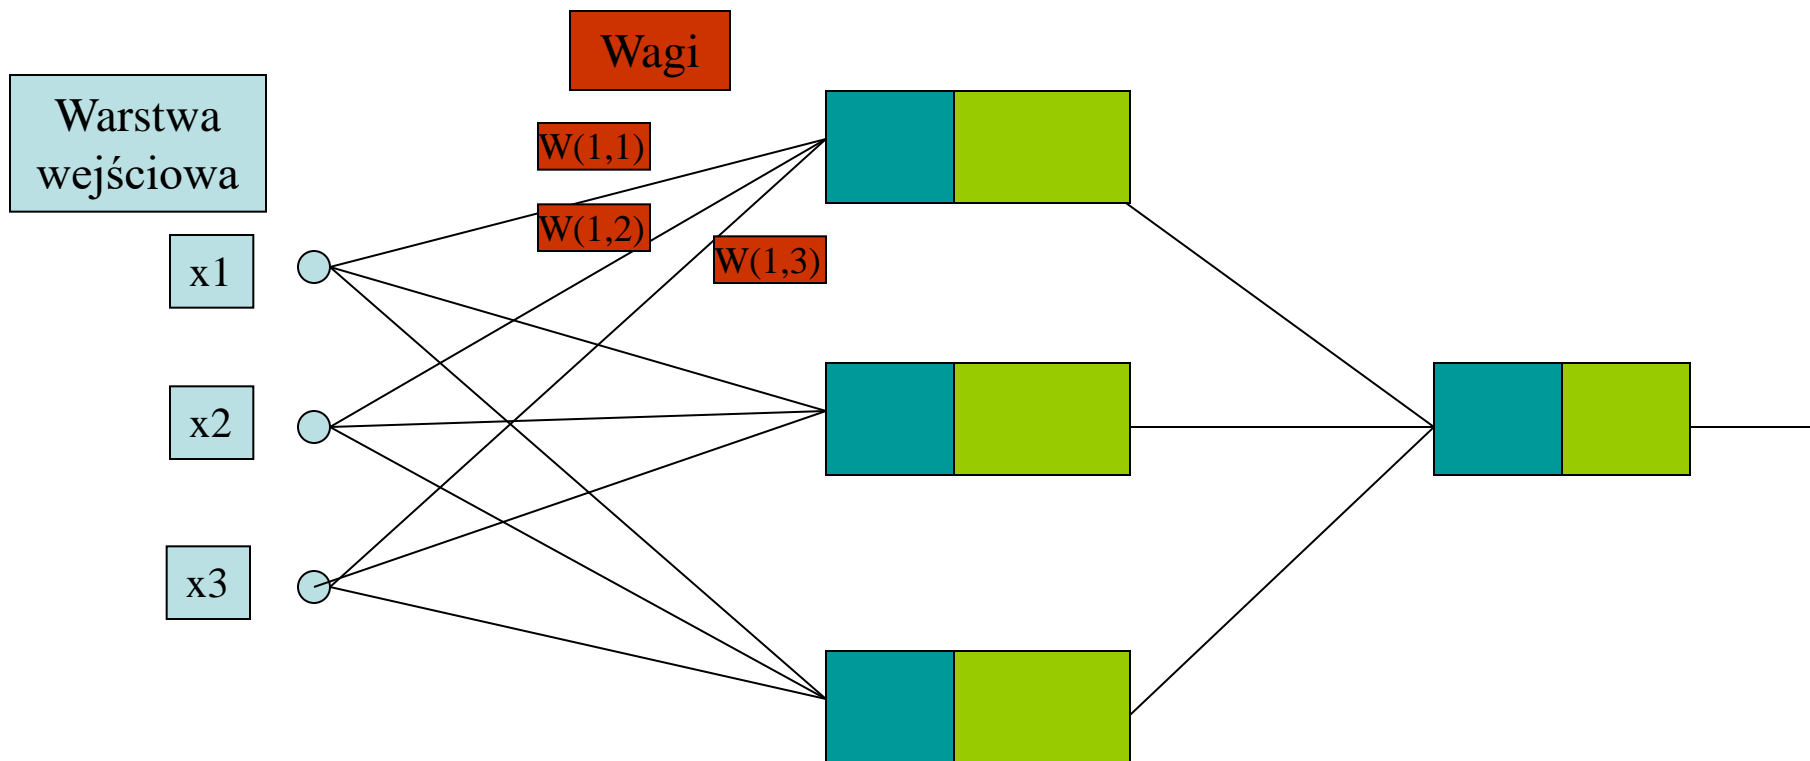 Wagi
Warstwa
wejściowa
W(1,1)
W(1,2)
W(1,3)
x1
x2
x3